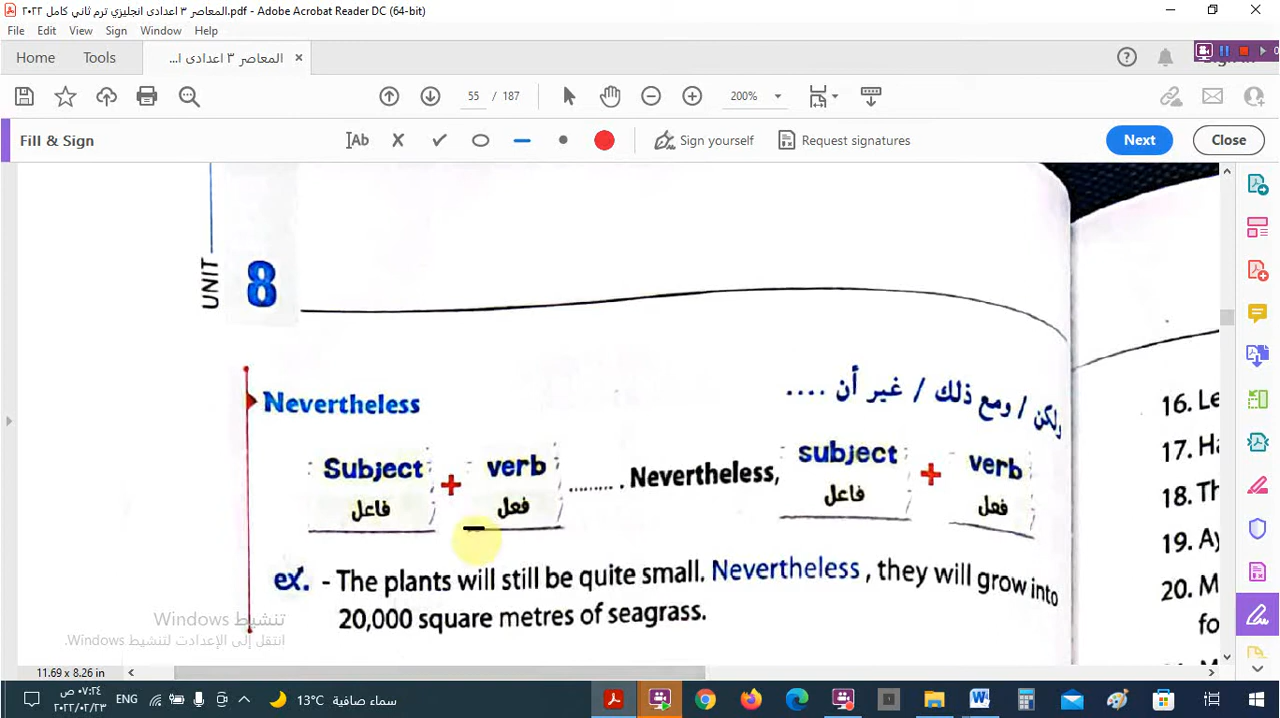 المعاصر ٣ اعدادى انجليزي ترم ثاني كامل ٢٠٢٢.pdf - Adobe Acrobat Reader DC (64-bit)
File Edit View Sign Window Help
Home Tools المعاصر ٣ اعدادى ا... ×
55 / 187 200%
Fill & Sign Ab Sign yourself Request signatures Next Close
UNIT 8
Nevertheless ولكن / ومع ذلك / غير أن ....
Subject + verb ......... . Nevertheless, subject + verb
فاعل فعل فاعل فعل
ex. - The plants will still be quite small. Nevertheless, they will grow into
20,000 square metres of seagrass.
16. Le
17. Ha
18. Th
19. Ay
20. M
fo
تنشيط Windows
انتقل إلى الإعدادت لتنشيط Windows.
11.69 x 8.26 in
ENG ٠٧:٢٤ ص 13°C سماء صافية
٢٠٢٢/٠٢/٢٣